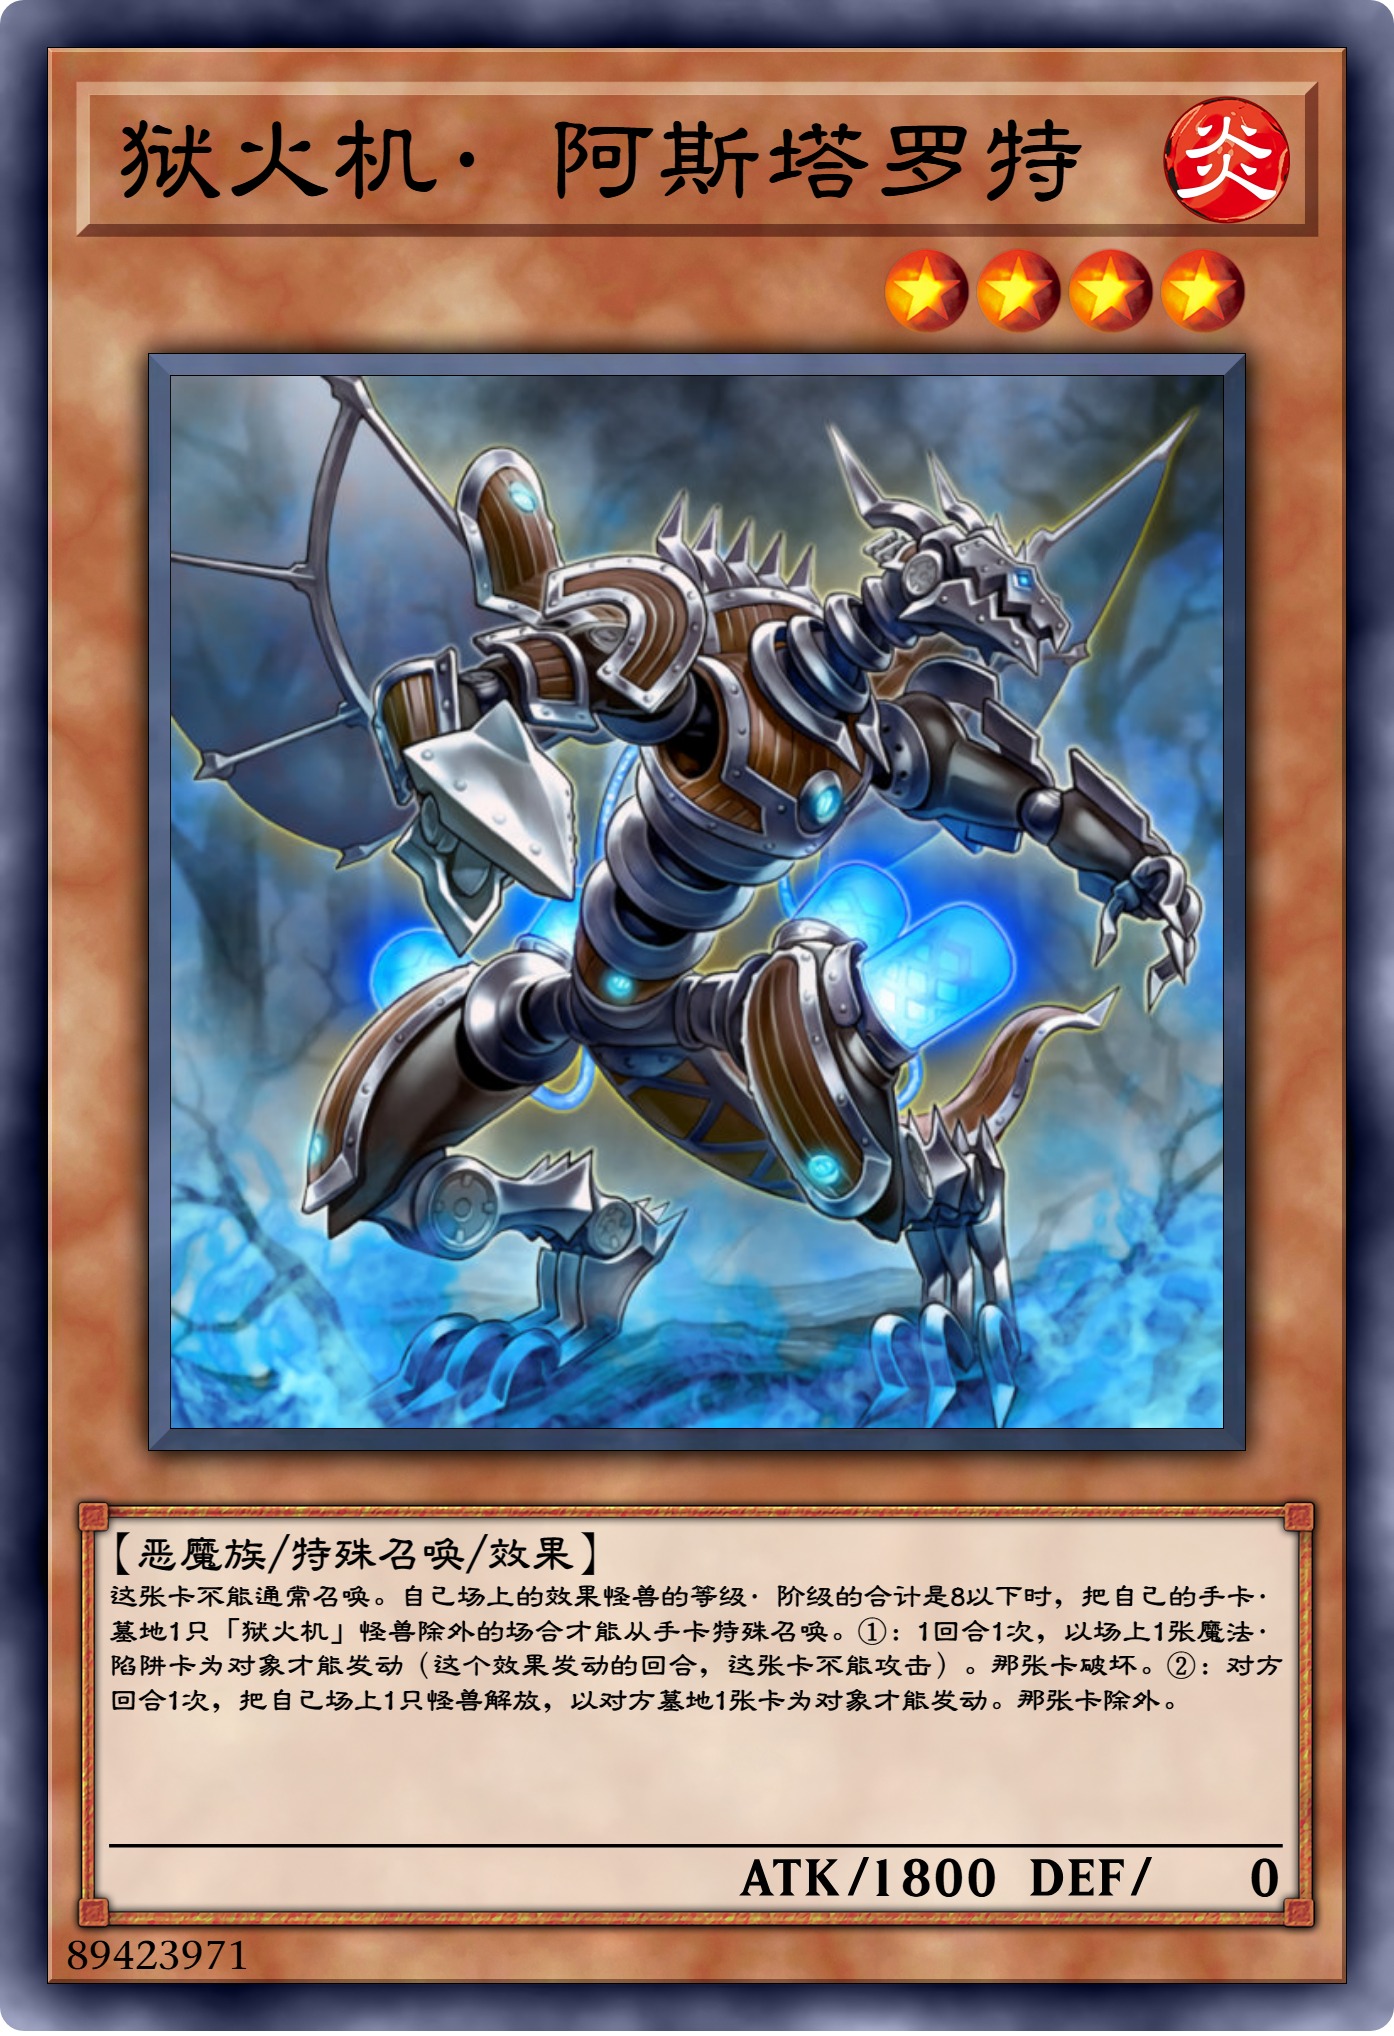 狱火机·阿斯塔罗特
炎
【恶魔族/特殊召唤/效果】
这张卡不能通常召唤。自己场上的效果怪兽的等级·阶级的合计是8以下时，把自己的手卡·
墓地1只「狱火机」怪兽除外的场合才能从手卡特殊召唤。①：1回合1次，以场上1张魔法·
陷阱卡为对象才能发动（这个效果发动的回合，这张卡不能攻击）。那张卡破坏。②：对方
回合1次，把自己场上1只怪兽解放，以对方墓地1张卡为对象才能发动。那张卡除外。
ATK/1800 DEF/ 0
89423971